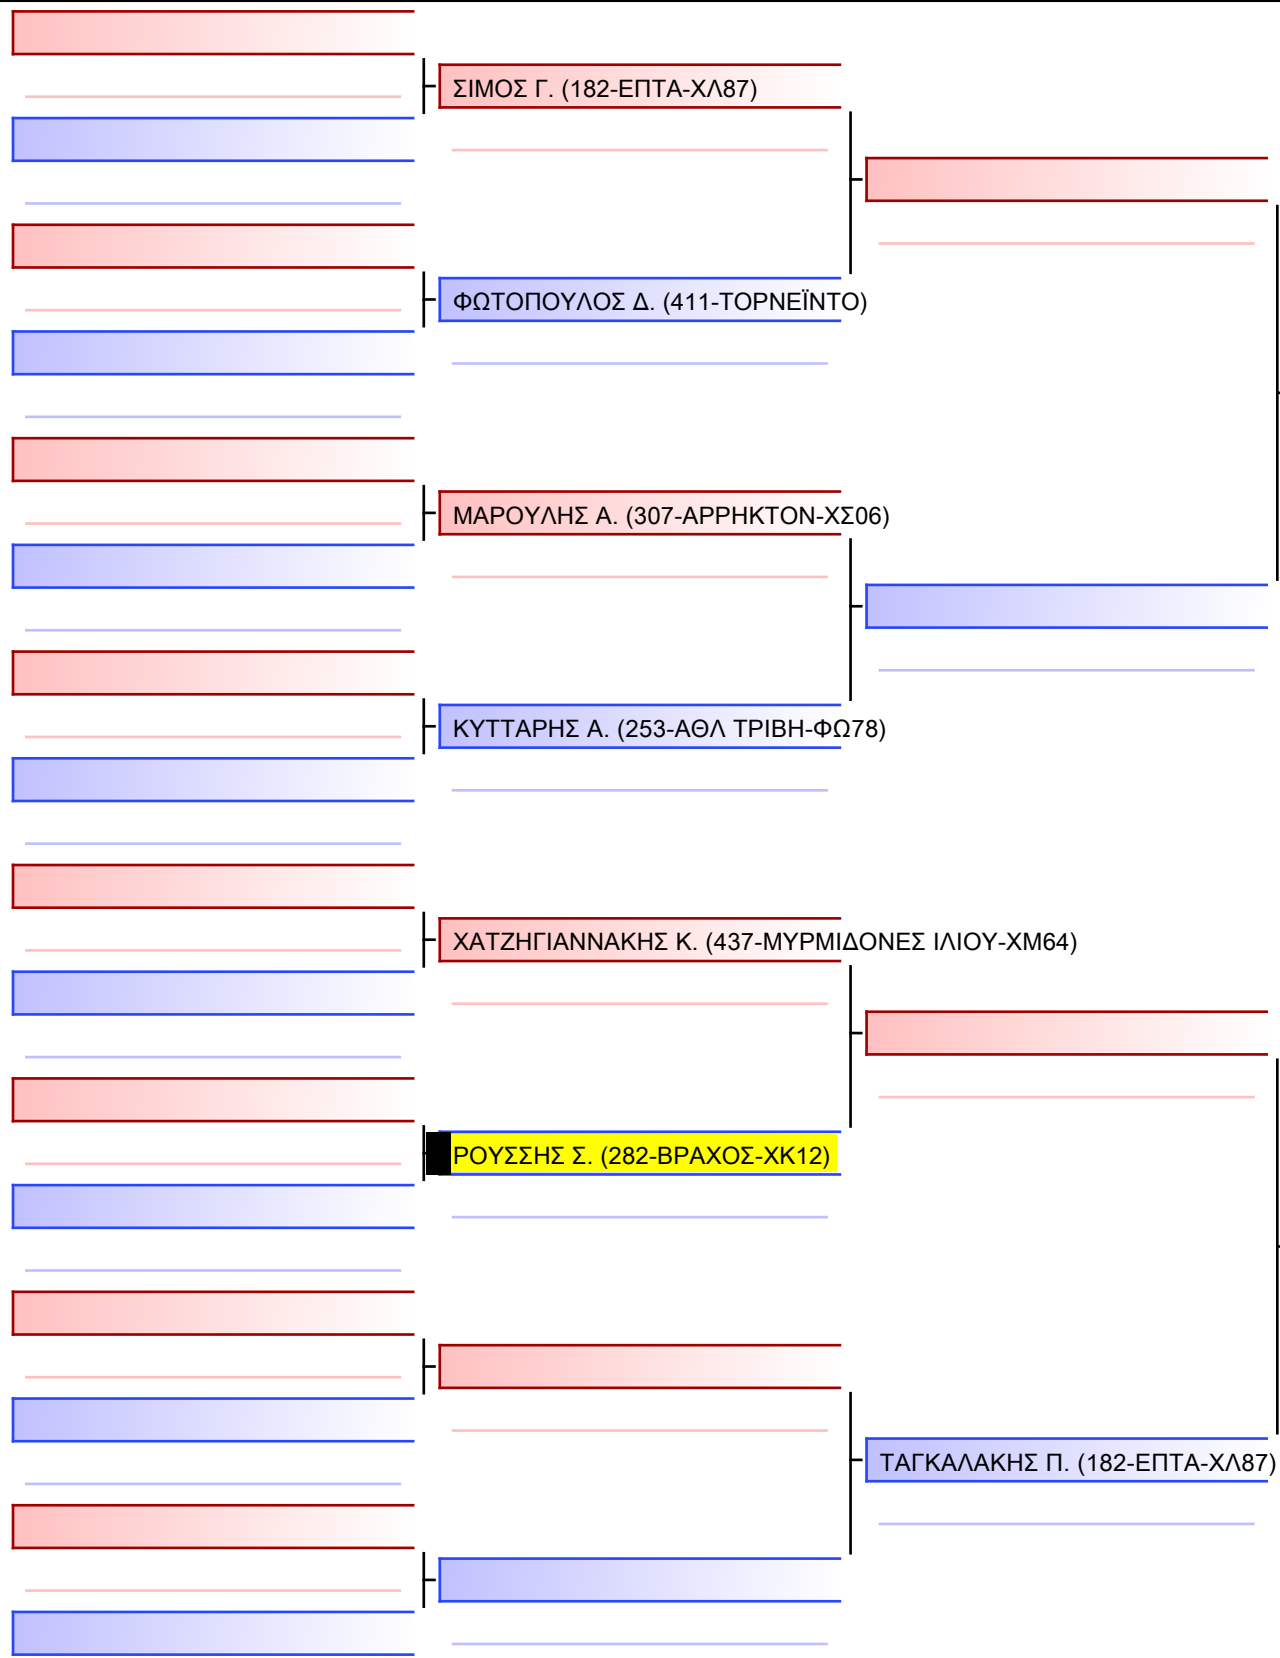 ΣΙΜΟΣ Γ. (182-ΕΠΤΑ-ΧΛ87)
ΦΩΤΟΠΟΥΛΟΣ Δ. (411-ΤΟΡΝΕΪΝΤΟ)
ΜΑΡΟΥΛΗΣ Α. (307-ΑΡΡΗΚΤΟΝ-ΧΣ06)
ΚΥΤΤΑΡΗΣ Α. (253-ΑΘΛ ΤΡΙΒΗ-ΦΩ78)
ΧΑΤΖΗΓΙΑΝΝΑΚΗΣ Κ. (437-ΜΥΡΜΙΔΟΝΕΣ ΙΛΙΟΥ-ΧΜ64)
ΡΟΥΣΣΗΣ Σ. (282-ΒΡΑΧΟΣ-ΧΚ12)
ΤΑΓΚΑΛΑΚΗΣ Π. (182-ΕΠΤΑ-ΧΛ87)